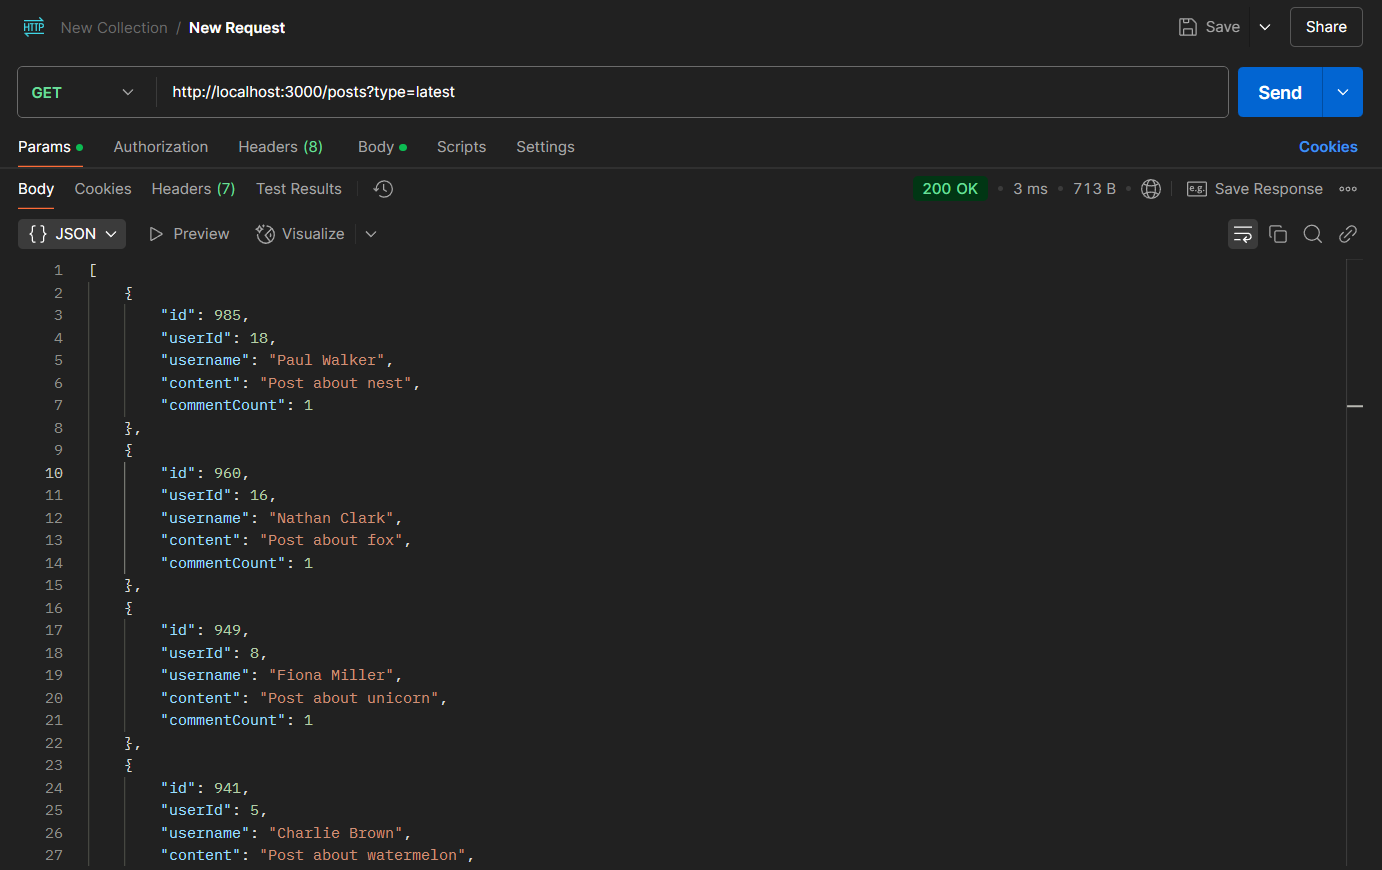 HTTP New Collection / New Request Save Share
GET http://localhost:3000/posts?type=latest Send
Params Authorization Headers (8) Body Scripts Settings Cookies
Body Cookies Headers (7) Test Results 200 OK 3 ms 713 B e.g. Save Response
{} JSON Preview Visualize
1 [
2 {
3 "id": 985,
4 "userId": 18,
5 "username": "Paul Walker",
6 "content": "Post about nest",
7 "commentCount": 1
8 },
9 {
10 "id": 960,
11 "userId": 16,
12 "username": "Nathan Clark",
13 "content": "Post about fox",
14 "commentCount": 1
15 },
16 {
17 "id": 949,
18 "userId": 8,
19 "username": "Fiona Miller",
20 "content": "Post about unicorn",
21 "commentCount": 1
22 },
23 {
24 "id": 941,
25 "userId": 5,
26 "username": "Charlie Brown",
27 "content": "Post about watermelon",